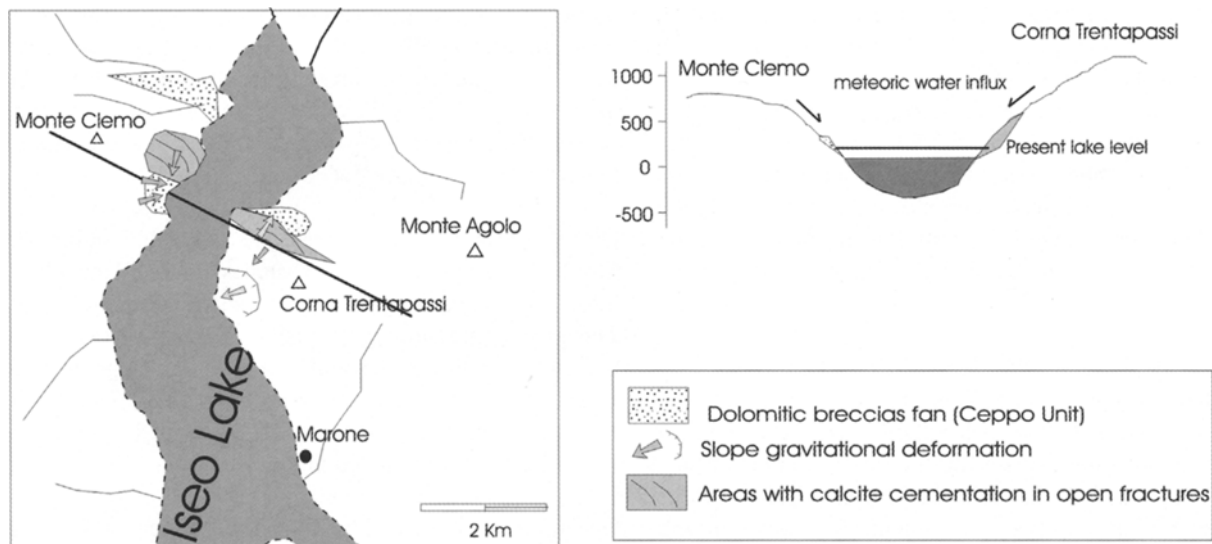 Monte Clemo
Monte Agolo
Corna Trentapassi
Iseo Lake
Marone
2 Km
Corna Trentapassi
Monte Clemo
meteoric water influx
1000
500
Present lake level
0
-500
Dolomitic breccias fan (Ceppo Unit)
Slope gravitational deformation
Areas with calcite cementation in open fractures